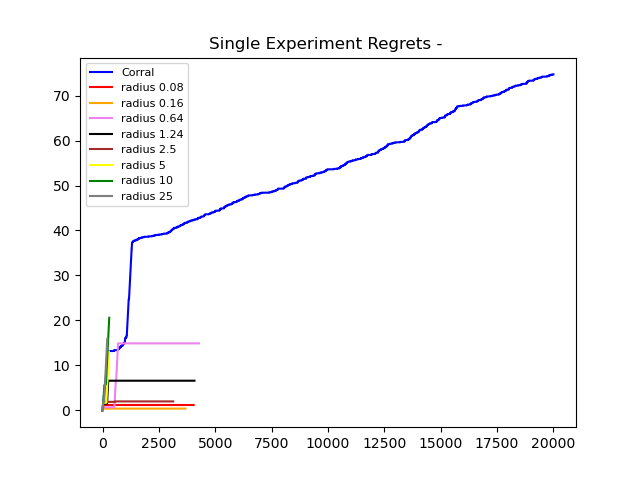 Single Experiment Regrets -
Corral
radius 0.08
radius 0.16
radius 0.64
radius 1.24
radius 2.5
radius 5
radius 10
radius 25
70
60
50
40
30
20
10
0
0 2500 5000 7500 10000 12500 15000 17500 20000